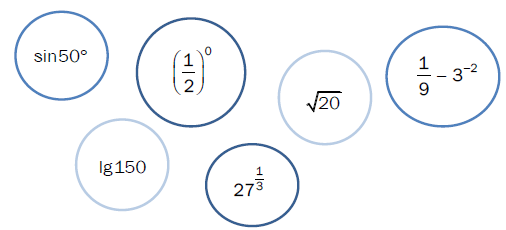 sin50°
(1/2)⁰
√20
1/9 – 3⁻²
lg150
27^(1/3)